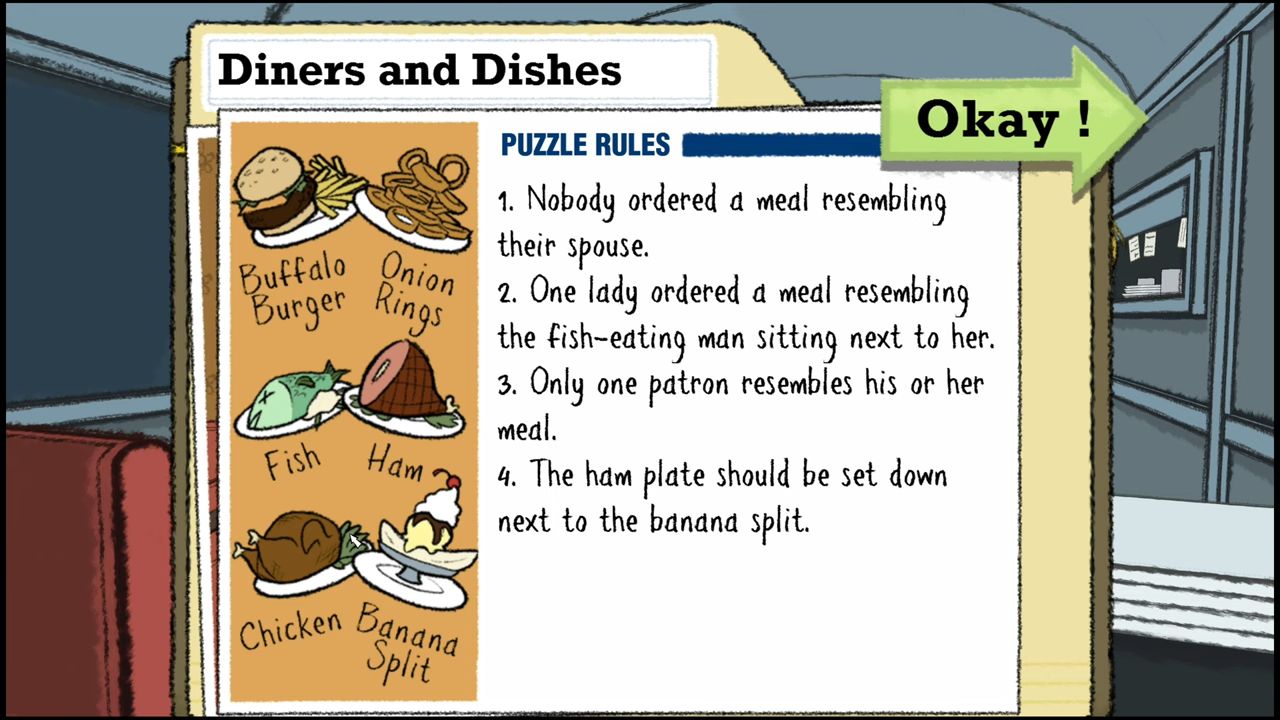 Diners and Dishes
Okay !
PUZZLE RULES
1. Nobody ordered a meal resembling
their spouse.
2. One lady ordered a meal resembling
the fish-eating man sitting next to her.
3. Only one patron resembles his or her
meal.
4. The ham plate should be set down
next to the banana split.
Buffalo
Burger
Onion
Rings
Fish
Ham
Chicken
Banana
Split